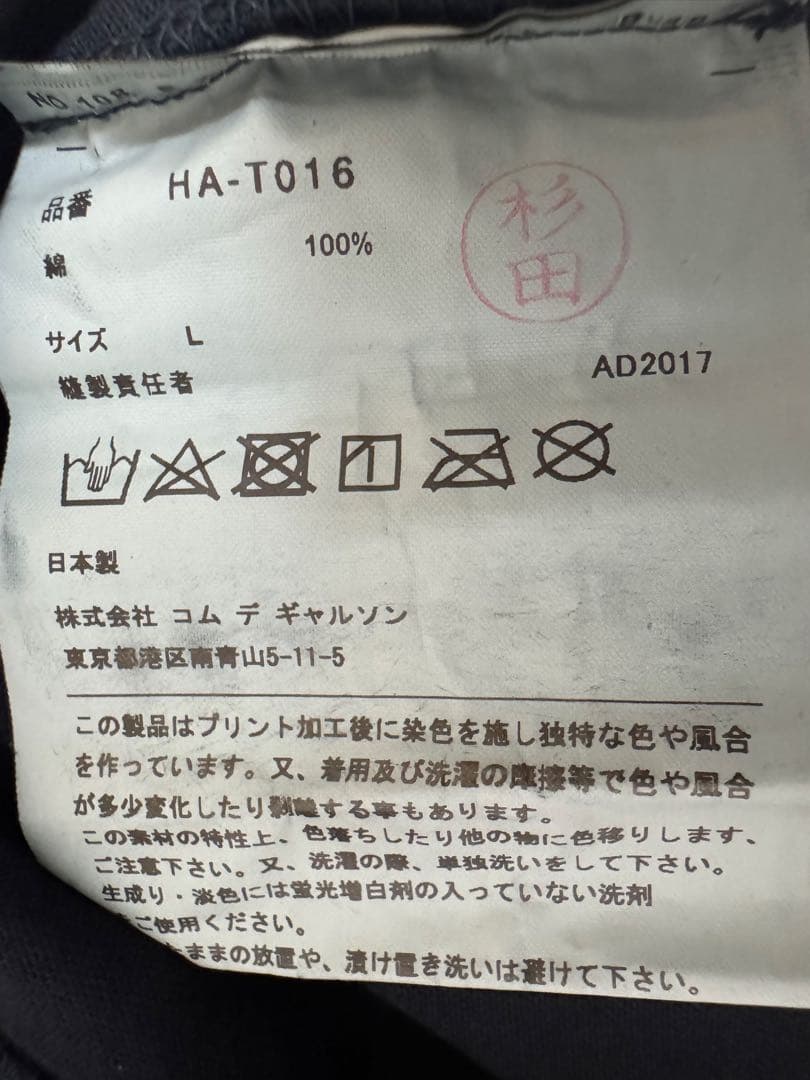 品番 HA-T016
綿 100%
杉田
サイズ L
縫製責任者
AD2017
日本製
株式会社 コム デ ギャルソン
東京都港区南青山5-11-5
この製品はプリント加工後に染色を施し独特な色や風合
を作っています。又、着用及び洗濯の摩擦等で色や風合
が多少変化したり剥離する事もあります。
この素材の特性上、色落ちしたり他の物に色移りします、
ご注意下さい。又、洗濯の際、単独洗いをして下さい。
生成り・淡色には蛍光増白剤の入っていない洗剤
をご使用ください。
たままの放置や、漬け置き洗いは避けて下さい。